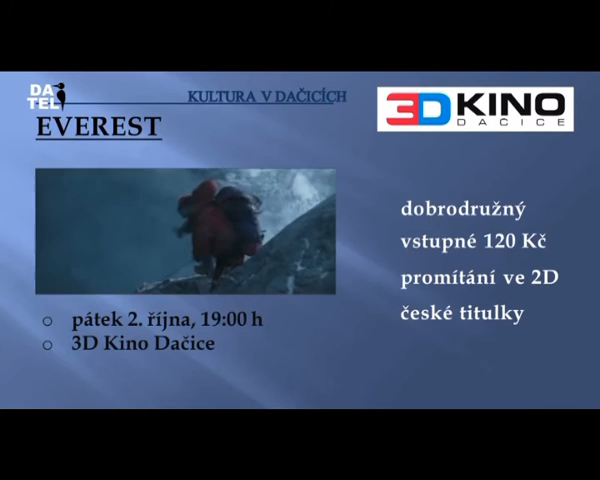 DA
TEL
KULTURA V DAČICÍCH
EVEREST
3D KINO
DAČICE
dobrodružný
vstupné 120 Kč
promítání ve 2D
české titulky
pátek 2. října, 19:00 h
3D Kino Dačice